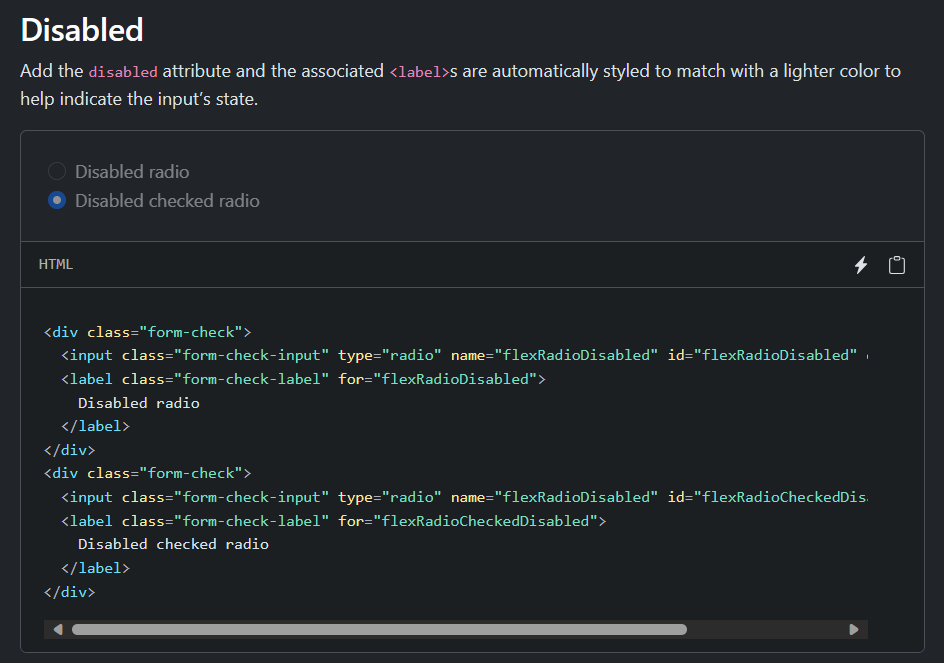 Disabled
Add the disabled attribute and the associated <label>s are automatically styled to match with a lighter color to
help indicate the input's state.
Disabled radio
Disabled checked radio
HTML
<div class="form-check">
  <input class="form-check-input" type="radio" name="flexRadioDisabled" id="flexRadioDisabled"
  <label class="form-check-label" for="flexRadioDisabled">
    Disabled radio
  </label>
</div>
<div class="form-check">
  <input class="form-check-input" type="radio" name="flexRadioDisabled" id="flexRadioCheckedDis
  <label class="form-check-label" for="flexRadioCheckedDisabled">
    Disabled checked radio
  </label>
</div>